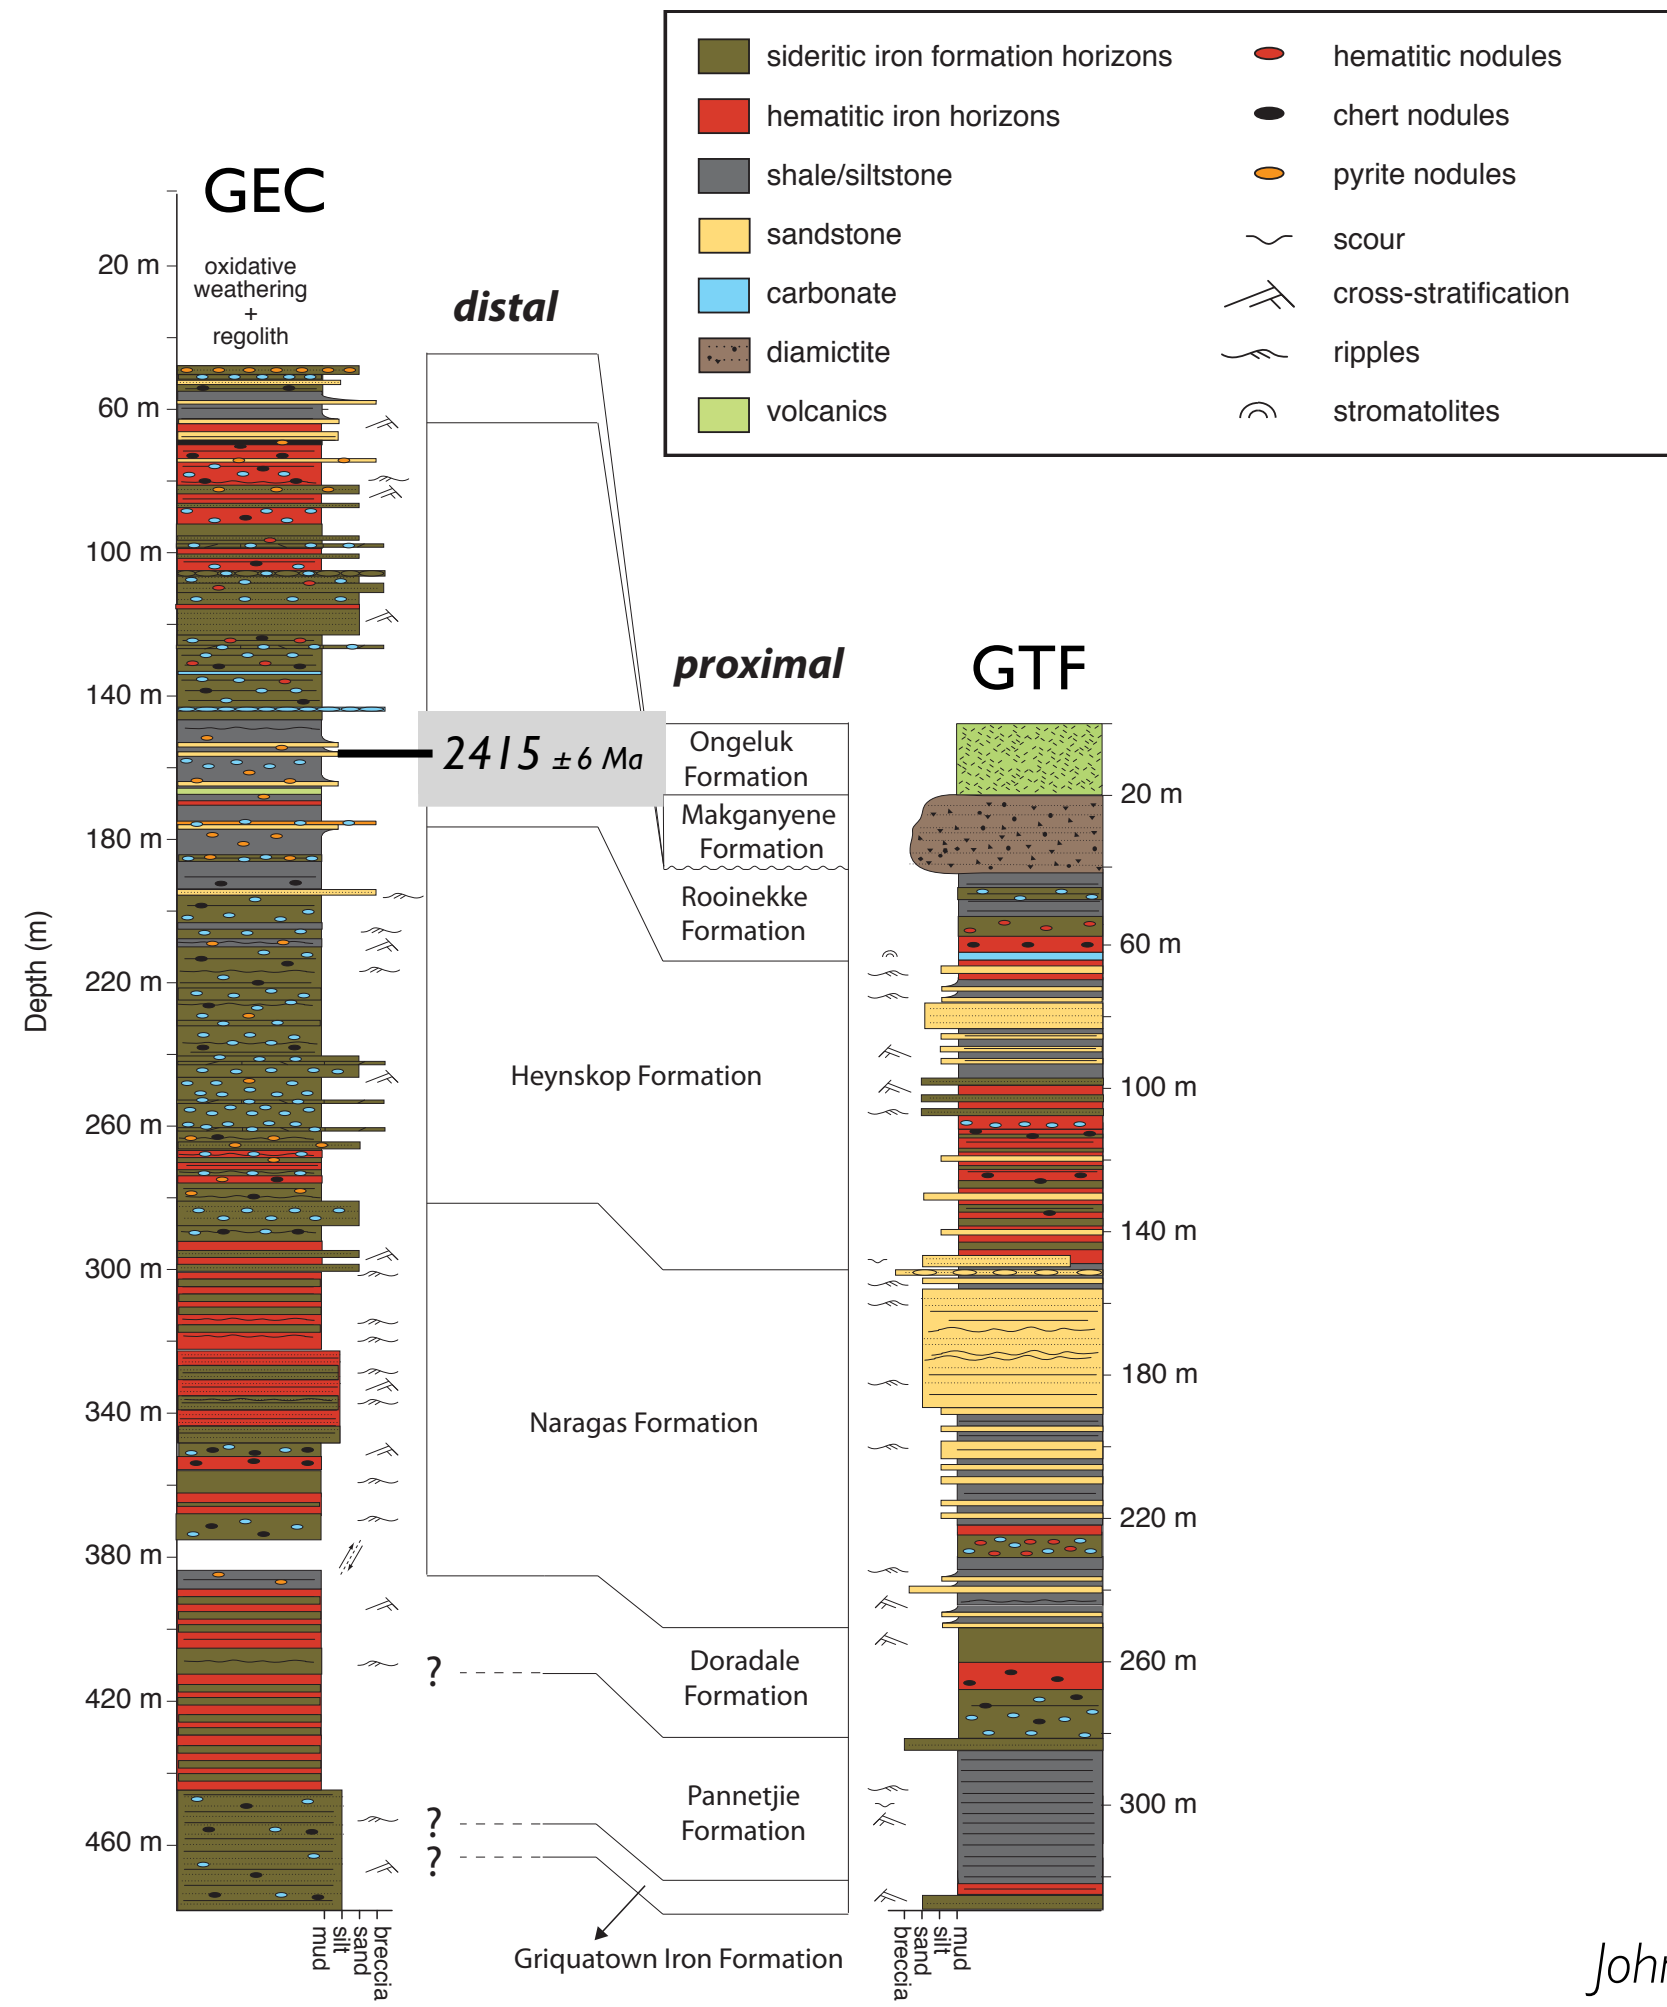 sideritic iron formation horizons
hematitic iron horizons
shale/siltstone
sandstone
carbonate
diamictite
volcanics
hematitic nodules
chert nodules
pyrite nodules
scour
cross-stratification
ripples
stromatolites
GEC
oxidative
weathering
+
regolith
Depth (m)
20 m
60 m
100 m
140 m
180 m
220 m
260 m
300 m
340 m
380 m
420 m
460 m
mud
silt
sand
breccia
distal
proximal
2415 ± 6 Ma
Ongeluk
Formation
Makganyene
Formation
Rooinekke
Formation
Heynskop Formation
Naragas Formation
Doradale
Formation
Pannetjie
Formation
?
?
?
Griquatown Iron Formation
GTF
20 m
60 m
100 m
140 m
180 m
220 m
260 m
300 m
breccia
sand
silt
mud